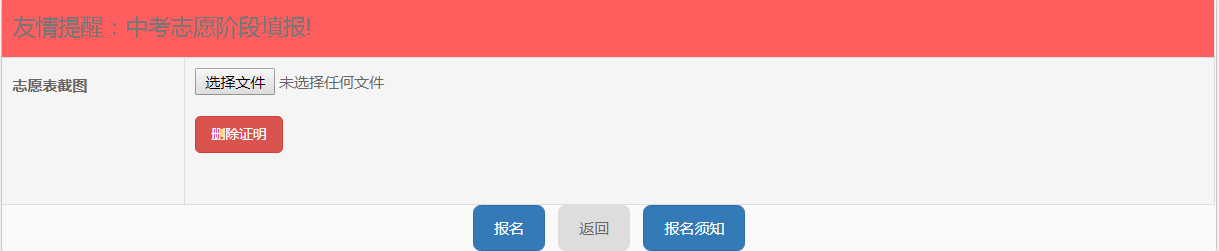 友情提醒：中考志愿阶段填报!
志愿表截图
选择文件 未选择任何文件
删除证明
报名 返回 报名须知